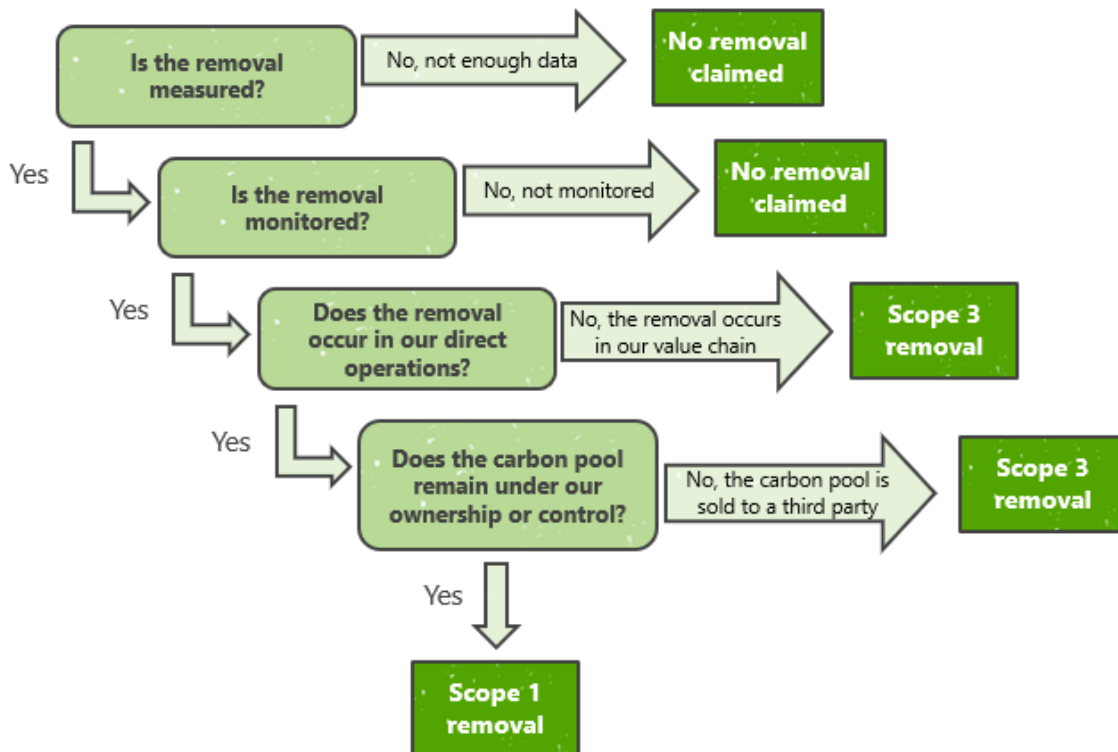 Is the removal
measured?
No, not enough data
No removal
claimed
Yes
Is the removal
monitored?
No, not monitored
No removal
claimed
Yes
Does the removal
occur in our direct
operations?
No, the removal occurs
in our value chain
Scope 3
removal
Yes
Does the carbon pool
remain under our
ownership or control?
No, the carbon pool is
sold to a third party
Scope 3
removal
Yes
Scope 1
removal